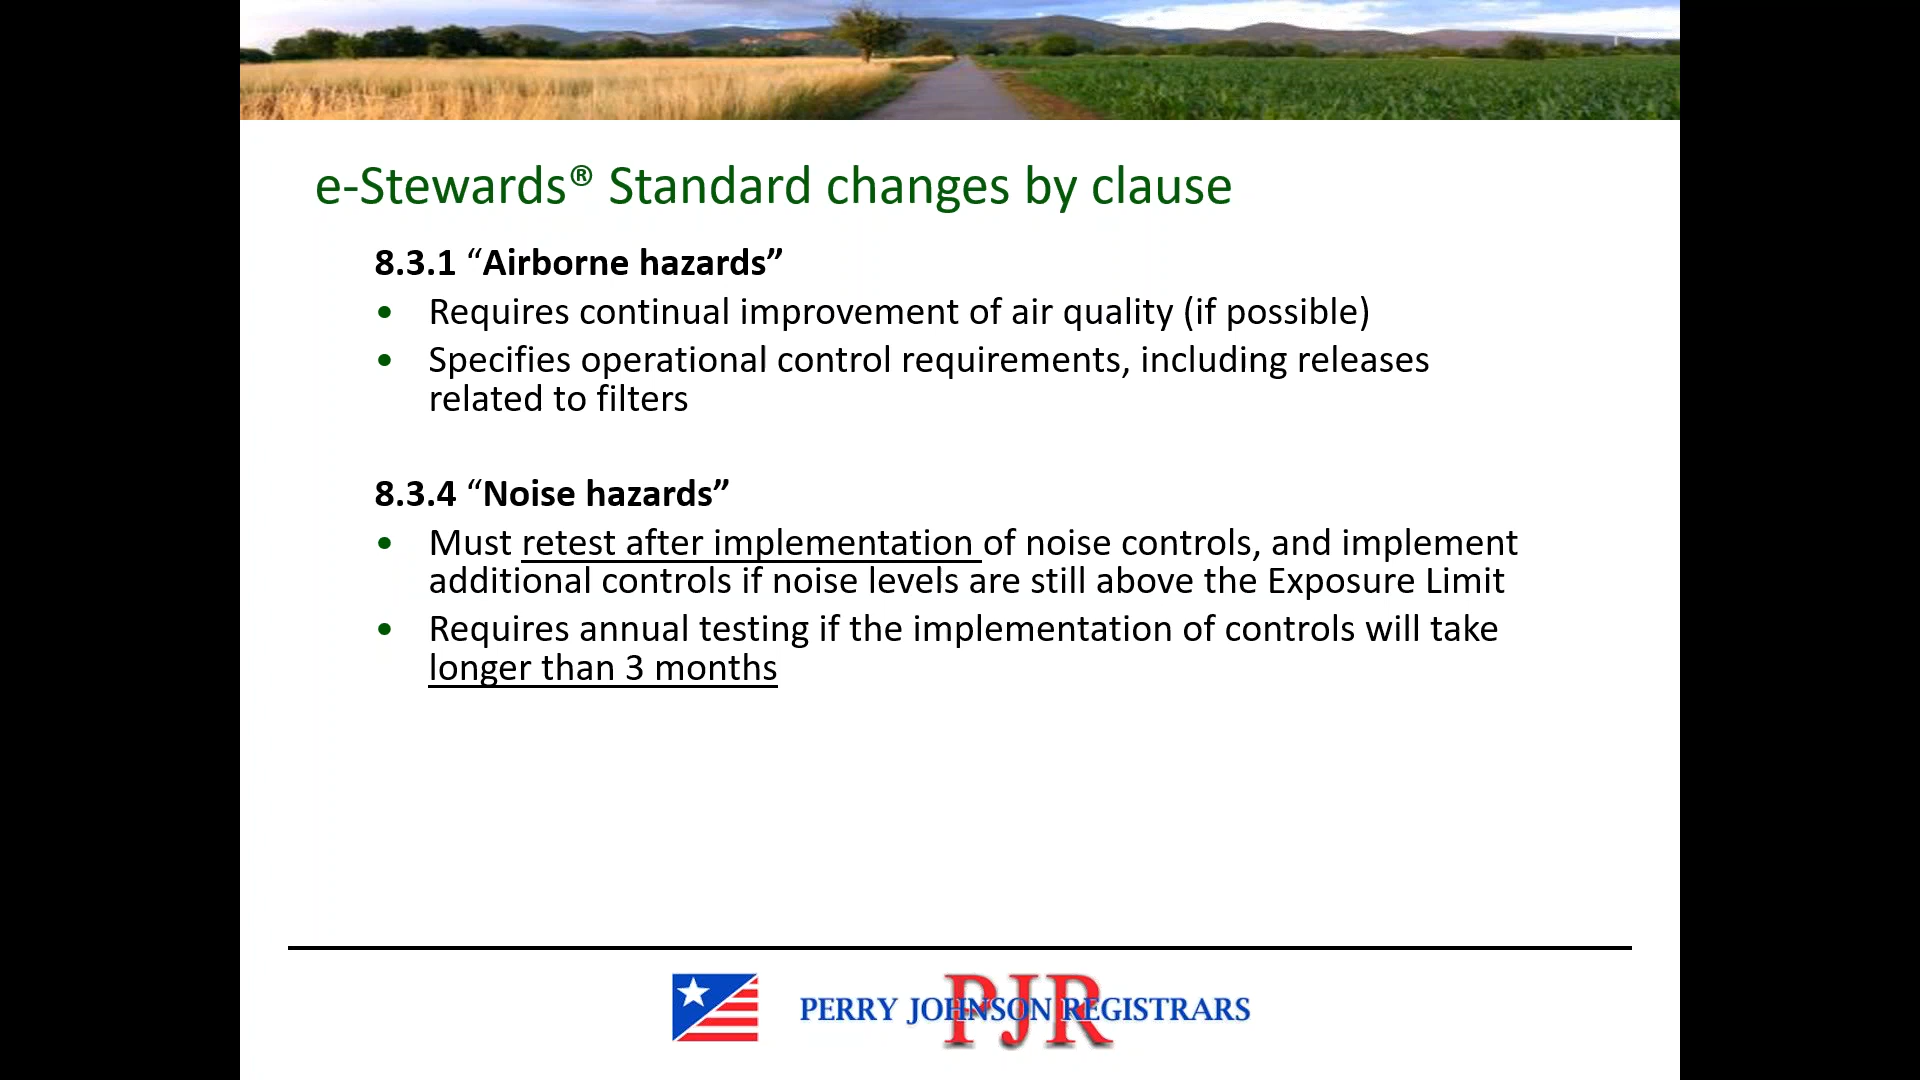 e-Stewards® Standard changes by clause
8.3.1 “Airborne hazards”
• Requires continual improvement of air quality (if possible)
• Specifies operational control requirements, including releases
related to filters
8.3.4 “Noise hazards”
• Must retest after implementation of noise controls, and implement
additional controls if noise levels are still above the Exposure Limit
• Requires annual testing if the implementation of controls will take
longer than 3 months
PJR
PERRY JOHNSON REGISTRARS